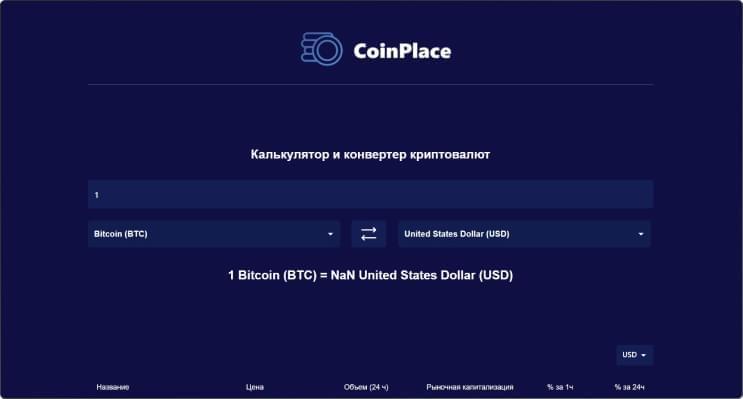 CoinPlace
Калькулятор и конвертер криптовалют
1
Bitcoin (BTC) United States Dollar (USD)
1 Bitcoin (BTC) = NaN United States Dollar (USD)
USD
Название Цена Объем (24 ч) Рыночная капитализация % за 1ч % за 24ч